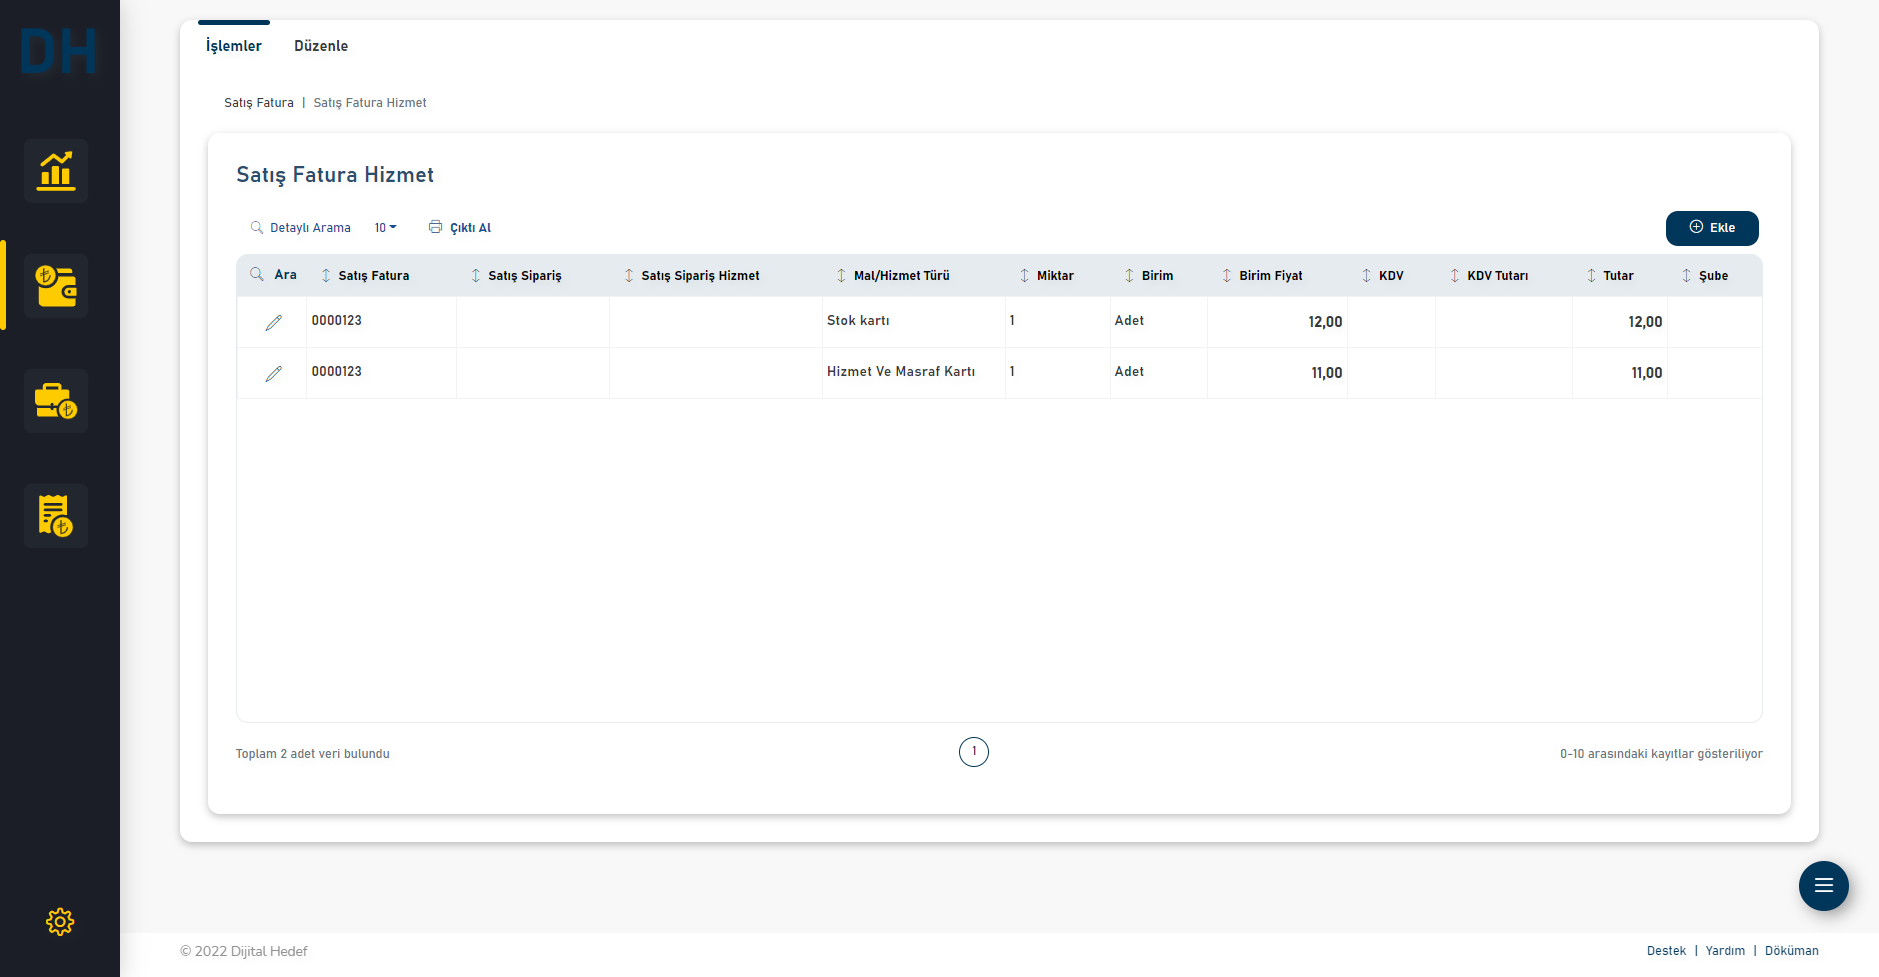 DH
İşlemler Düzenle
Satış Fatura | Satış Fatura Hizmet
Satış Fatura Hizmet
Detaylı Arama 10 Çıktı Al Ekle
Ara Satış Fatura Satış Sipariş Satış Sipariş Hizmet Mal/Hizmet Türü Miktar Birim Birim Fiyat KDV KDV Tutarı Tutar Şube
0000123 Stok kartı 1 Adet 12,00 12,00
0000123 Hizmet Ve Masraf Kartı 1 Adet 11,00 11,00
Toplam 2 adet veri bulundu 1 0-10 arasındaki kayıtlar gösteriliyor
© 2022 Dijital Hedef Destek | Yardım | Döküman